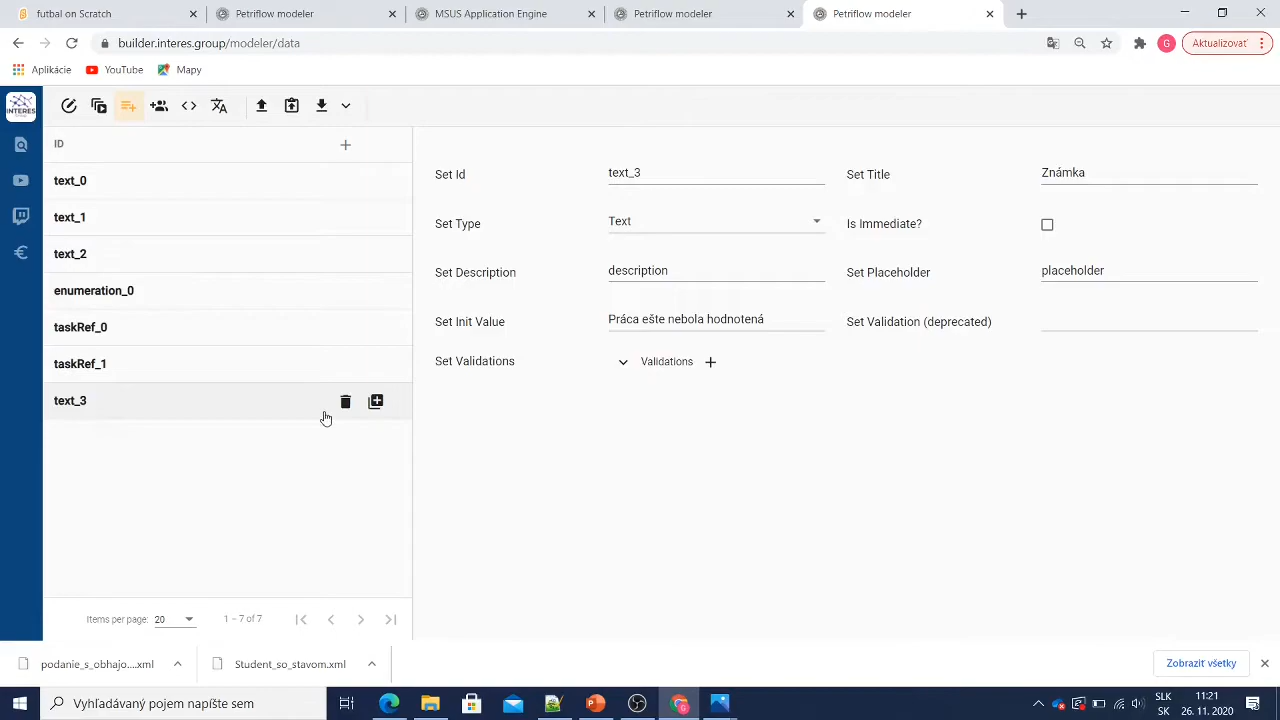 futbal on Scratch
Petriflow modeler
MSUS Application Engine
Petriflow modeler
Petriflow modeler
builder.interes.group/modeler/data
Aktualizovať
Aplikácie
YouTube
Mapy
INTERES
ID
text_0
text_1
text_2
enumeration_0
taskRef_0
taskRef_1
text_3
Items per page: 20
1 – 7 of 7
Set Id
text_3
Set Title
Známka
Set Type
Text
Is Immediate?
Set Description
description
Set Placeholder
placeholder
Set Init Value
Práca ešte nebola hodnotená
Set Validation (deprecated)
Set Validations
Validations
podanie_s_obhajo....xml
Student_so_stavom.xml
Zobraziť všetky
Vyhľadávaný pojem napíšte sem
SLK
SK
11:21
26. 11. 2020